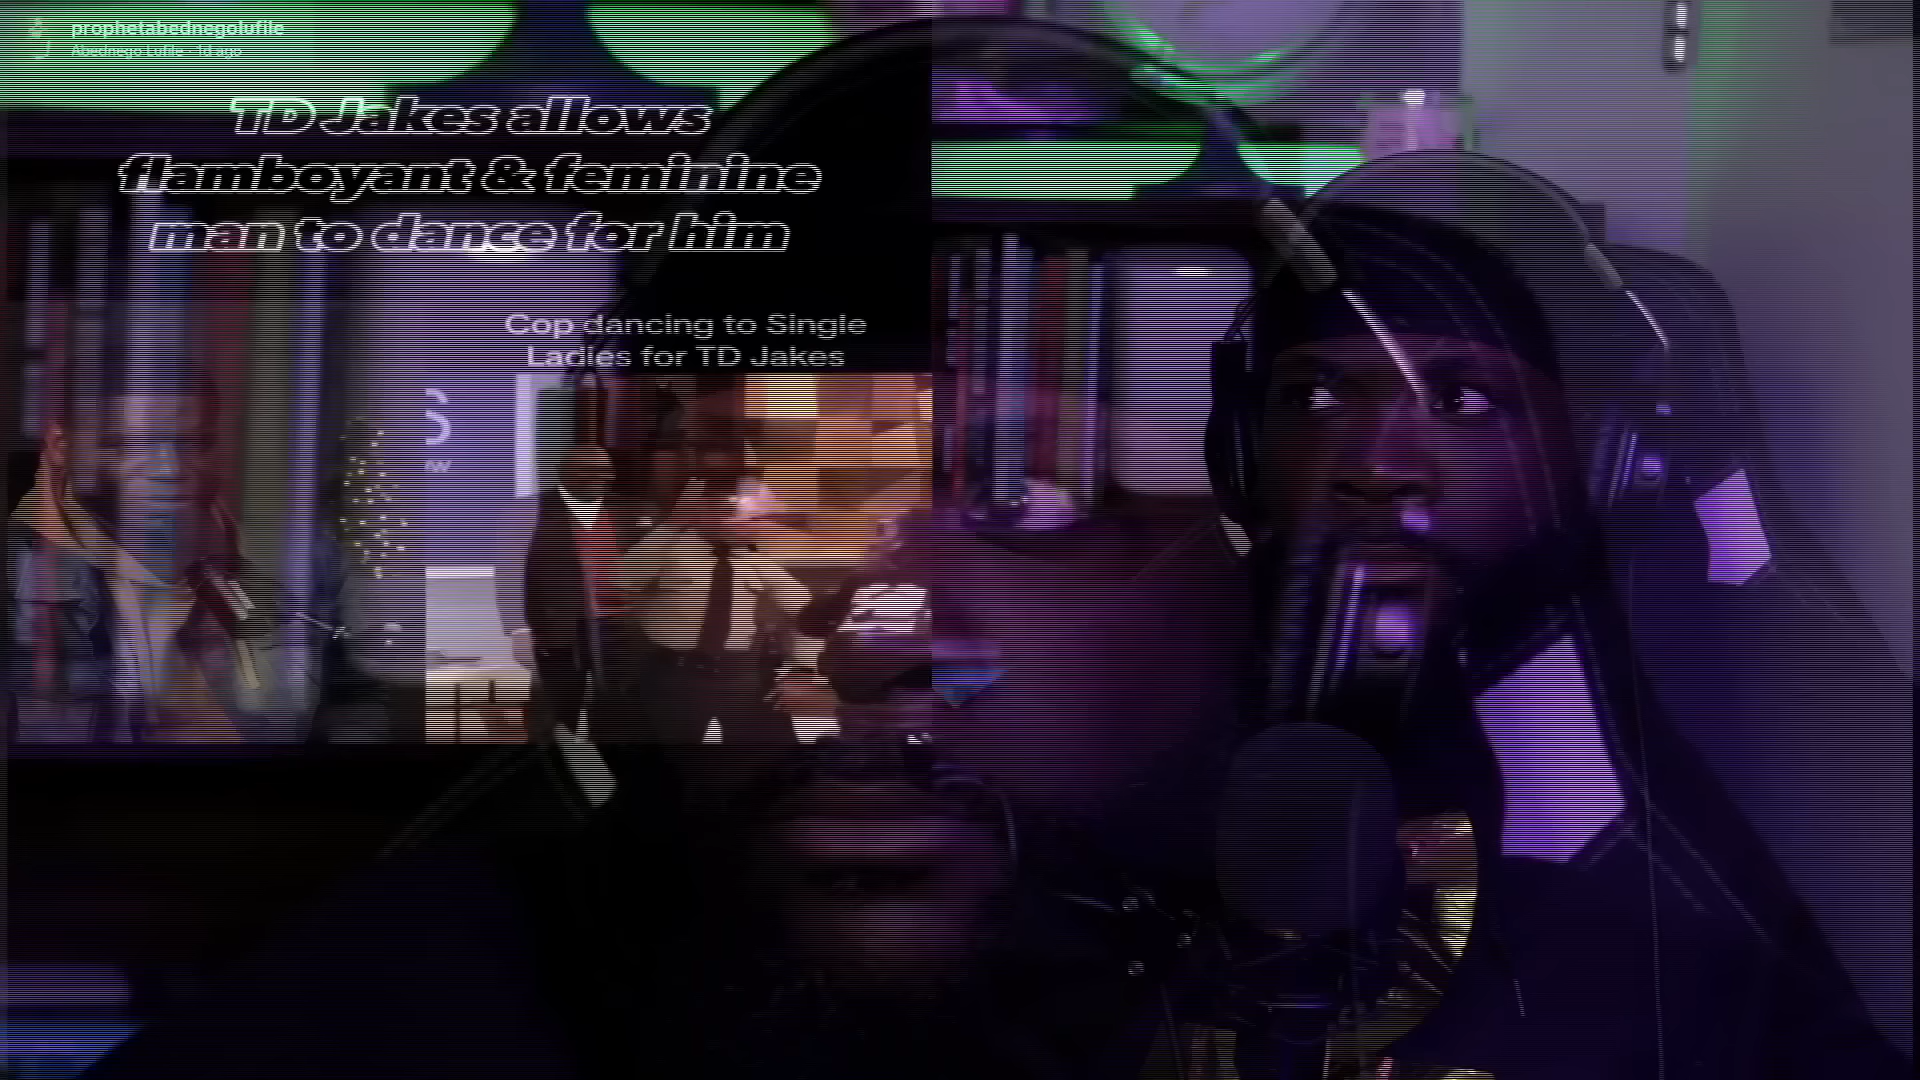 prophetabednegolufile
Abednego Lufile · 1d ago
TD Jakes allows
flamboyant & feminine
man to dance for him
Cop dancing to Single
Ladies for TD Jakes
S
w